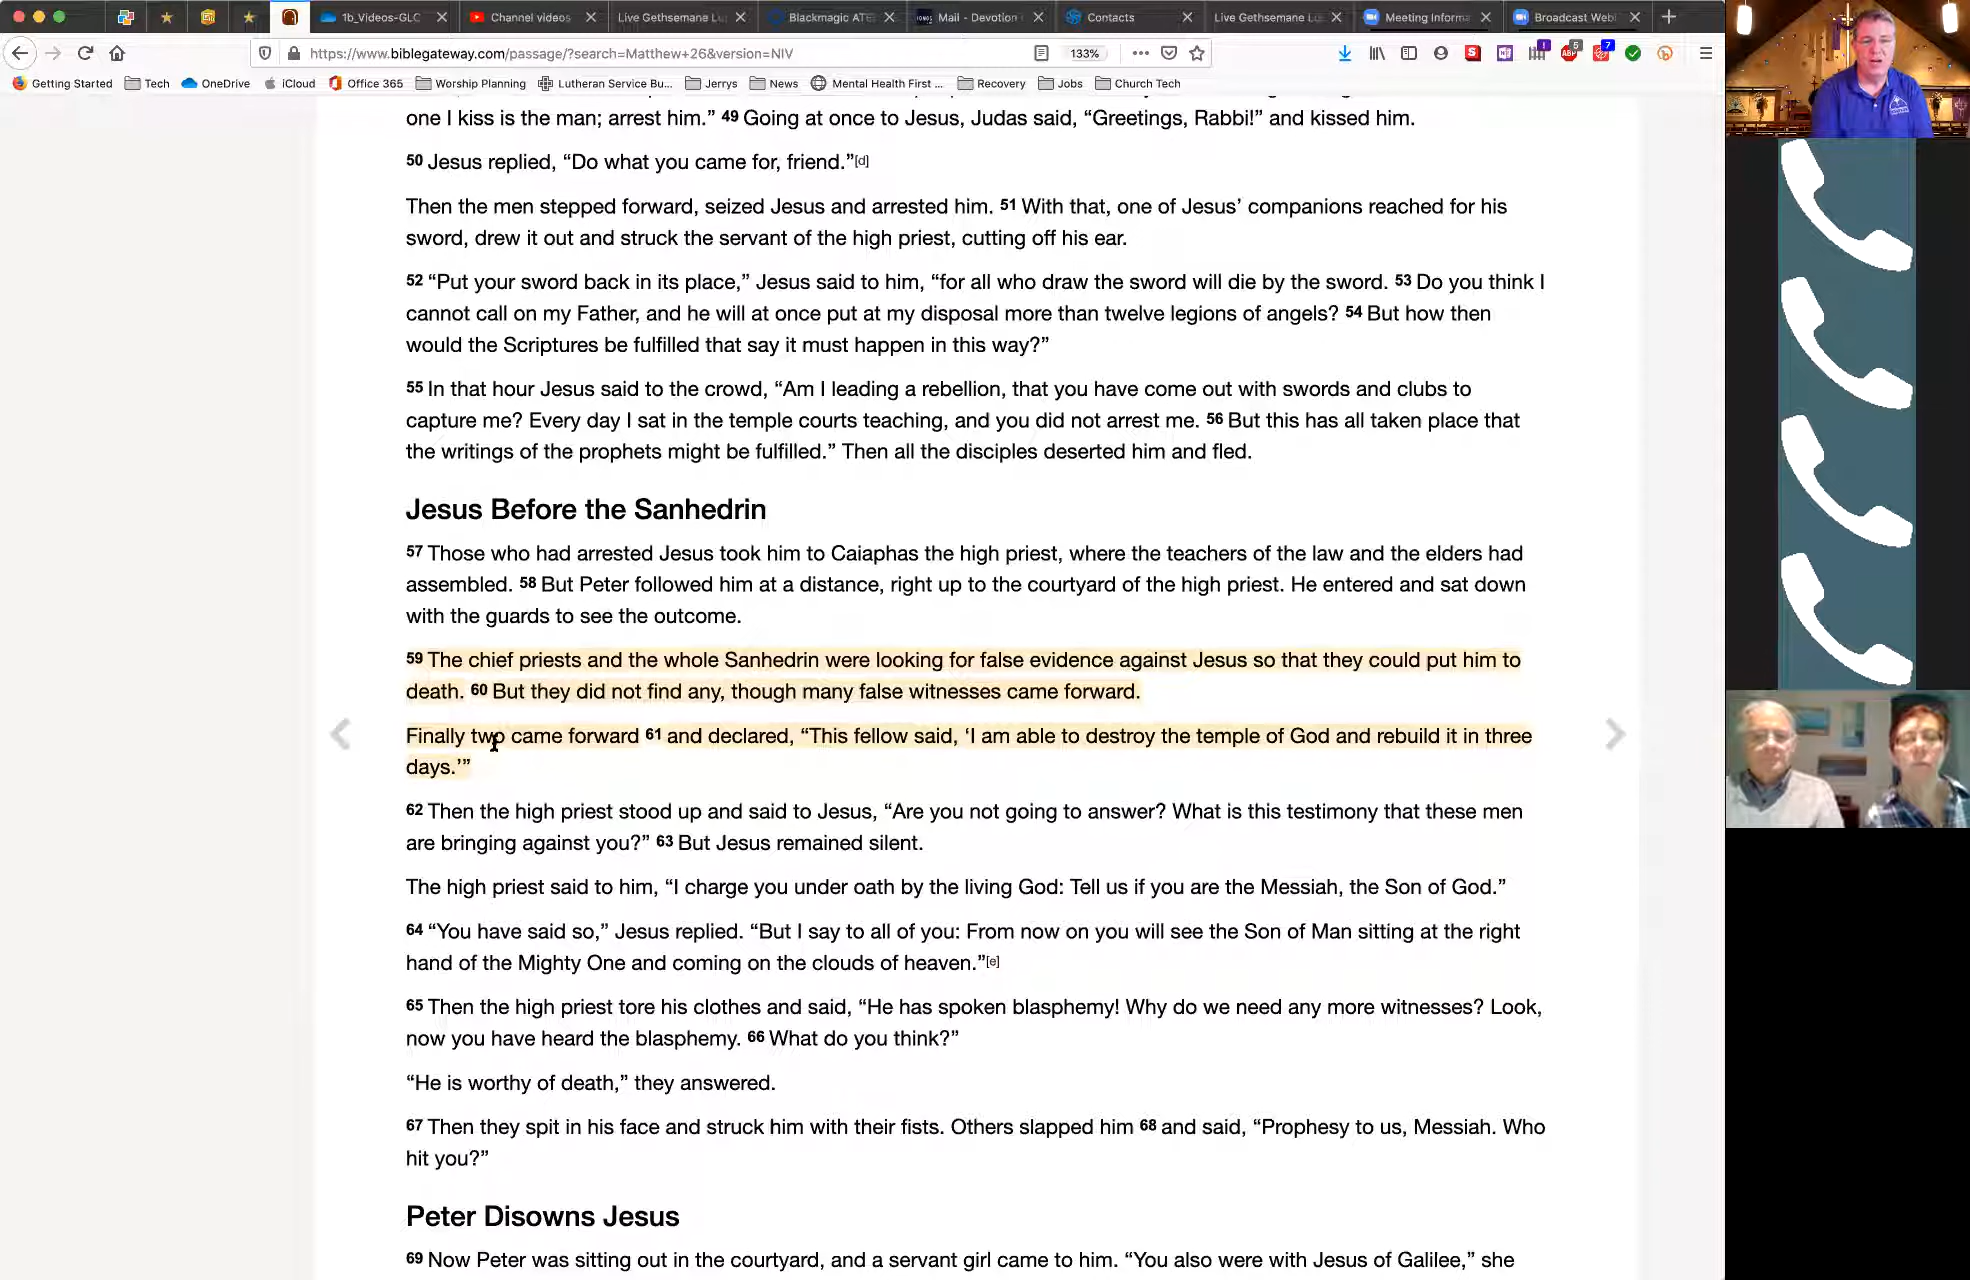 1b_Videos-GLC
Channel videos
Live Gethsemane Lu
Blackmagic ATE
Mail - Devotion
Contacts
Live Gethsemane Lu
Meeting Informa
Broadcast Webi
https://www.biblegateway.com/passage/?search=Matthew+26&version=NIV
133%
Getting Started
Tech
OneDrive
iCloud
Office 365
Worship Planning
Lutheran Service Bu...
Jerrys
News
Mental Health First ...
Recovery
Jobs
Church Tech
one I kiss is the man; arrest him.” 49 Going at once to Jesus, Judas said, “Greetings, Rabbi!” and kissed him.
50 Jesus replied, “Do what you came for, friend.”[d]
Then the men stepped forward, seized Jesus and arrested him. 51 With that, one of Jesus’ companions reached for his
sword, drew it out and struck the servant of the high priest, cutting off his ear.
52 “Put your sword back in its place,” Jesus said to him, “for all who draw the sword will die by the sword. 53 Do you think I
cannot call on my Father, and he will at once put at my disposal more than twelve legions of angels? 54 But how then
would the Scriptures be fulfilled that say it must happen in this way?”
55 In that hour Jesus said to the crowd, “Am I leading a rebellion, that you have come out with swords and clubs to
capture me? Every day I sat in the temple courts teaching, and you did not arrest me. 56 But this has all taken place that
the writings of the prophets might be fulfilled.” Then all the disciples deserted him and fled.
Jesus Before the Sanhedrin
57 Those who had arrested Jesus took him to Caiaphas the high priest, where the teachers of the law and the elders had
assembled. 58 But Peter followed him at a distance, right up to the courtyard of the high priest. He entered and sat down
with the guards to see the outcome.
59 The chief priests and the whole Sanhedrin were looking for false evidence against Jesus so that they could put him to
death. 60 But they did not find any, though many false witnesses came forward.
Finally two came forward 61 and declared, “This fellow said, ‘I am able to destroy the temple of God and rebuild it in three
days.’”
62 Then the high priest stood up and said to Jesus, “Are you not going to answer? What is this testimony that these men
are bringing against you?” 63 But Jesus remained silent.
The high priest said to him, “I charge you under oath by the living God: Tell us if you are the Messiah, the Son of God.”
64 “You have said so,” Jesus replied. “But I say to all of you: From now on you will see the Son of Man sitting at the right
hand of the Mighty One and coming on the clouds of heaven.”[e]
65 Then the high priest tore his clothes and said, “He has spoken blasphemy! Why do we need any more witnesses? Look,
now you have heard the blasphemy. 66 What do you think?”
“He is worthy of death,” they answered.
67 Then they spit in his face and struck him with their fists. Others slapped him 68 and said, “Prophesy to us, Messiah. Who
hit you?”
Peter Disowns Jesus
69 Now Peter was sitting out in the courtyard, and a servant girl came to him. “You also were with Jesus of Galilee,” she